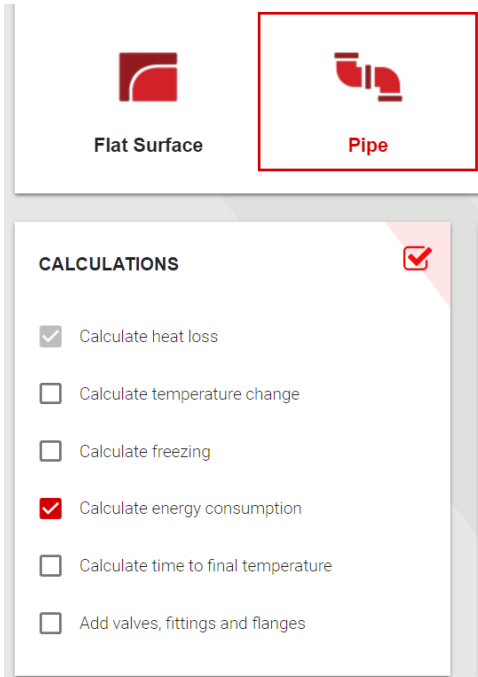 Flat Surface
Pipe
CALCULATIONS
Calculate heat loss
Calculate temperature change
Calculate freezing
Calculate energy consumption
Calculate time to final temperature
Add valves, fittings and flanges